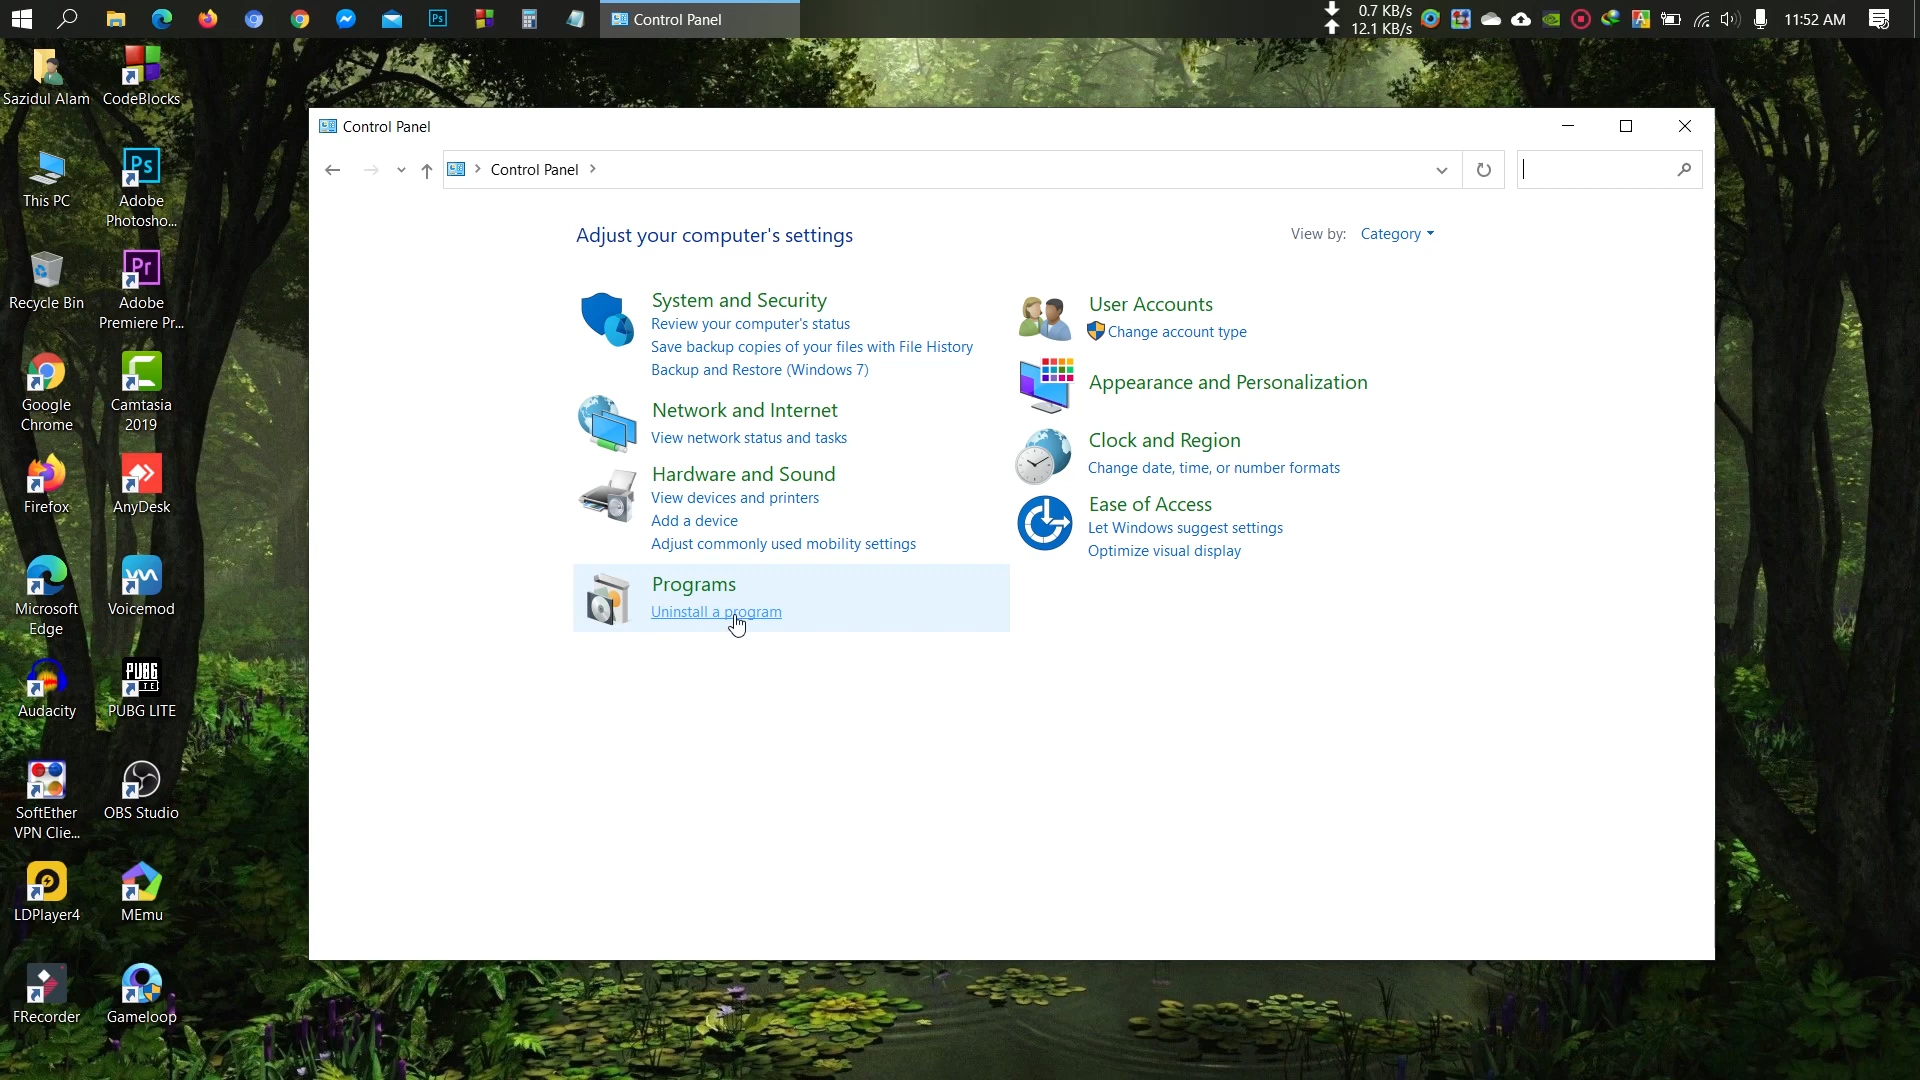 Control Panel
0.7 KB/s
12.1 KB/s
11:52 AM
Sazidul Alam
CodeBlocks
This PC
Adobe
Photosho...
Recycle Bin
Adobe
Premiere Pr...
Google
Chrome
Camtasia
2019
Firefox
AnyDesk
Microsoft
Edge
Voicemod
Audacity
PUBG LITE
SoftEther
VPN Clie...
OBS Studio
LDPlayer4
MEmu
FRecorder
Gameloop
Control Panel
Control Panel
Adjust your computer's settings
View by: Category
System and Security
Review your computer's status
Save backup copies of your files with File History
Backup and Restore (Windows 7)
Network and Internet
View network status and tasks
Hardware and Sound
View devices and printers
Add a device
Adjust commonly used mobility settings
Programs
Uninstall a program
User Accounts
Change account type
Appearance and Personalization
Clock and Region
Change date, time, or number formats
Ease of Access
Let Windows suggest settings
Optimize visual display